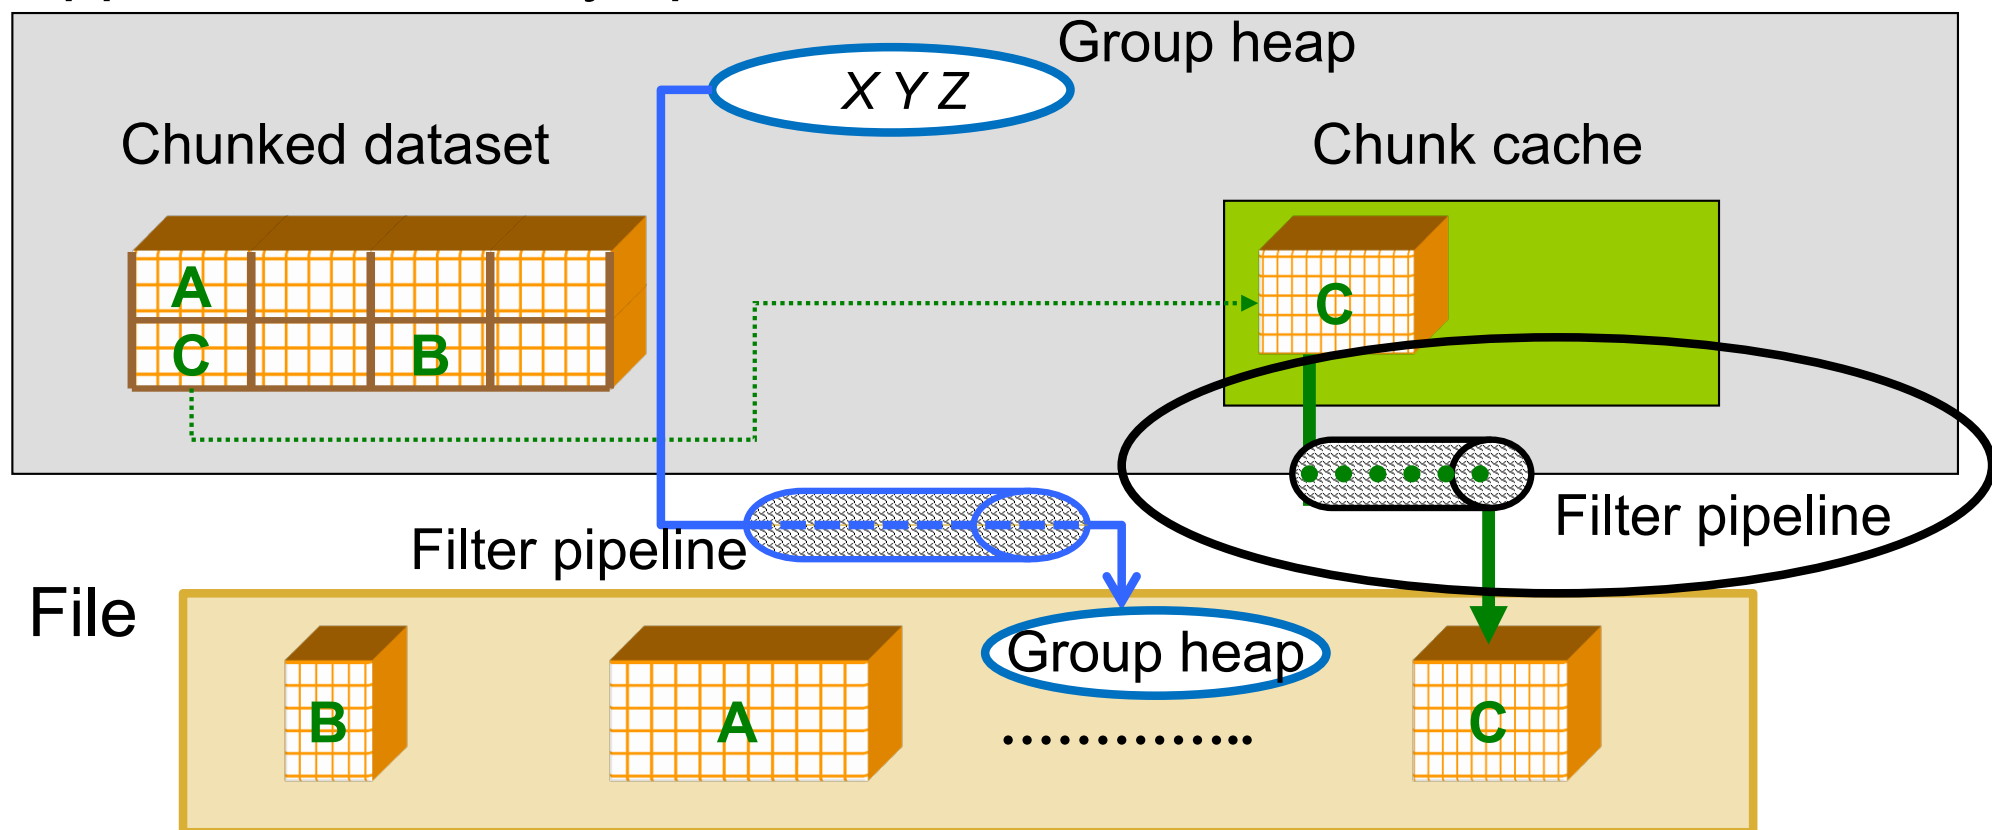 Group heap
X Y Z
Chunked dataset
Chunk cache
A
C
B
C
Filter pipeline
Filter pipeline
File
Group heap
B
A
C